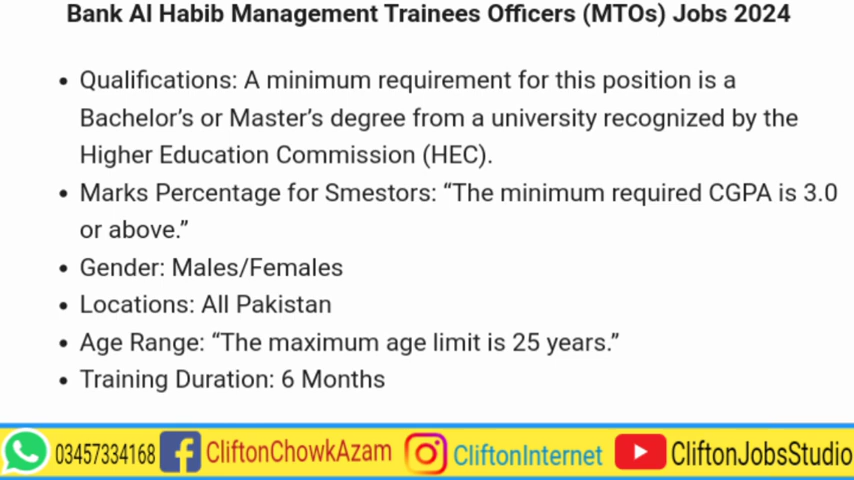 Bank Al Habib Management Trainees Officers (MTOs) Jobs 2024
• Qualifications: A minimum requirement for this position is a
Bachelor's or Master's degree from a university recognized by the
Higher Education Commission (HEC).
• Marks Percentage for Smestors: “The minimum required CGPA is 3.0
or above.”
• Gender: Males/Females
• Locations: All Pakistan
• Age Range: “The maximum age limit is 25 years.”
• Training Duration: 6 Months
03457334168 CliftonChowkAzam CliftonInternet CliftonJobsStudio